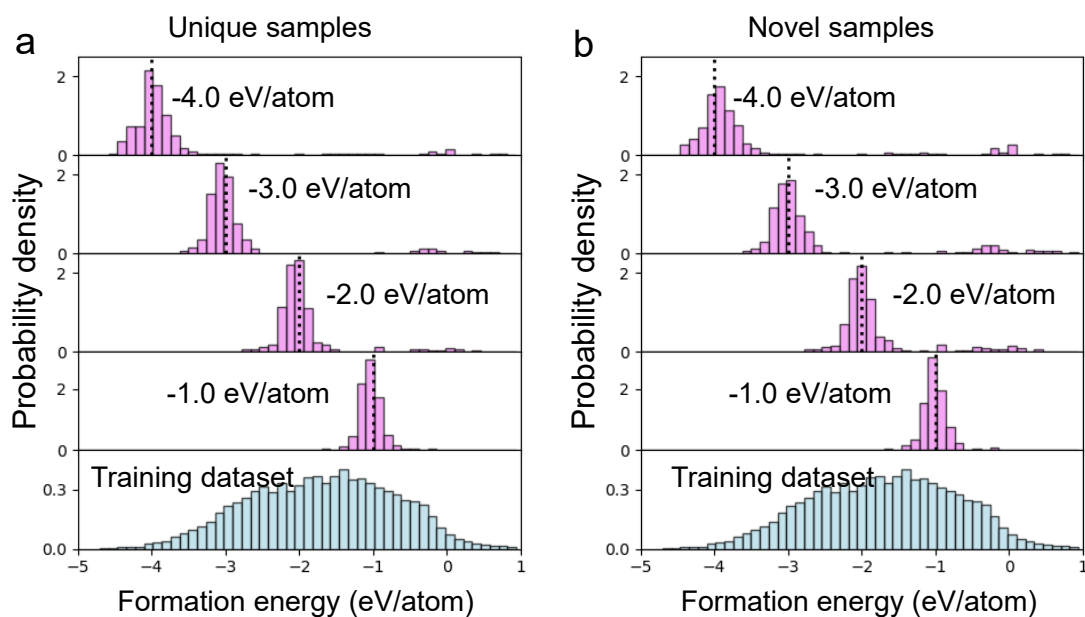 a
Unique samples
2
-4.0 eV/atom
0
2
-3.0 eV/atom
0
2
-2.0 eV/atom
0
2
-1.0 eV/atom
0
Training dataset
0.3
0.0
−5 −4 −3 −2 −1 0 1
Formation energy (eV/atom)
Probability density
b
Novel samples
2
-4.0 eV/atom
0
2
-3.0 eV/atom
0
2
-2.0 eV/atom
0
2
-1.0 eV/atom
0
Training dataset
0.3
0.0
−5 −4 −3 −2 −1 0 1
Formation energy (eV/atom)
Probability density